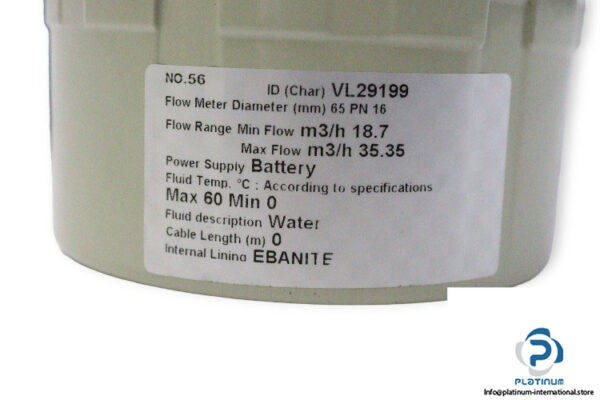 NO.56
ID (Char) VL29199
Flow Meter Diameter (mm) 65 PN 16
Flow Range Min Flow m3/h 18.7
Max Flow m3/h 35.35
Power Supply Battery
Fluid Temp. °C : According to specifications
Max 60 Min 0
Fluid description Water
Cable Length (m) 0
Internal Lining EBANITE
PLATINUM
Info@platinum-international.store